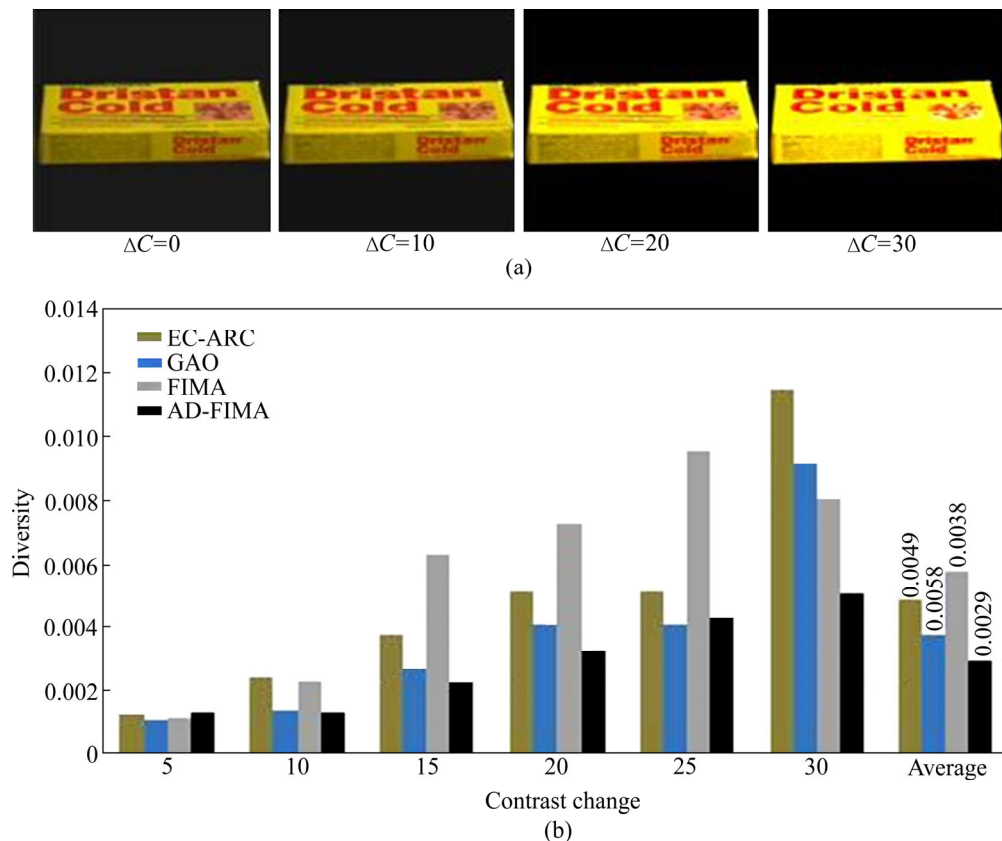 Dristan
Cold
Dristan
Cold
Dristan
Cold
Dristan
Cold
Dristan
Cold
Dristan
Cold
Dristan
Cold
Dristan
Cold
ΔC=0 ΔC=10 ΔC=20 ΔC=30
(a)
0.014
0.012
0.010
0.008
0.006
0.004
0.002
0
Diversity
EC-ARC
GAO
FIMA
AD-FIMA
0.0049
0.0058
0.0038
0.0029
5 10 15 20 25 30 Average
Contrast change
(b)